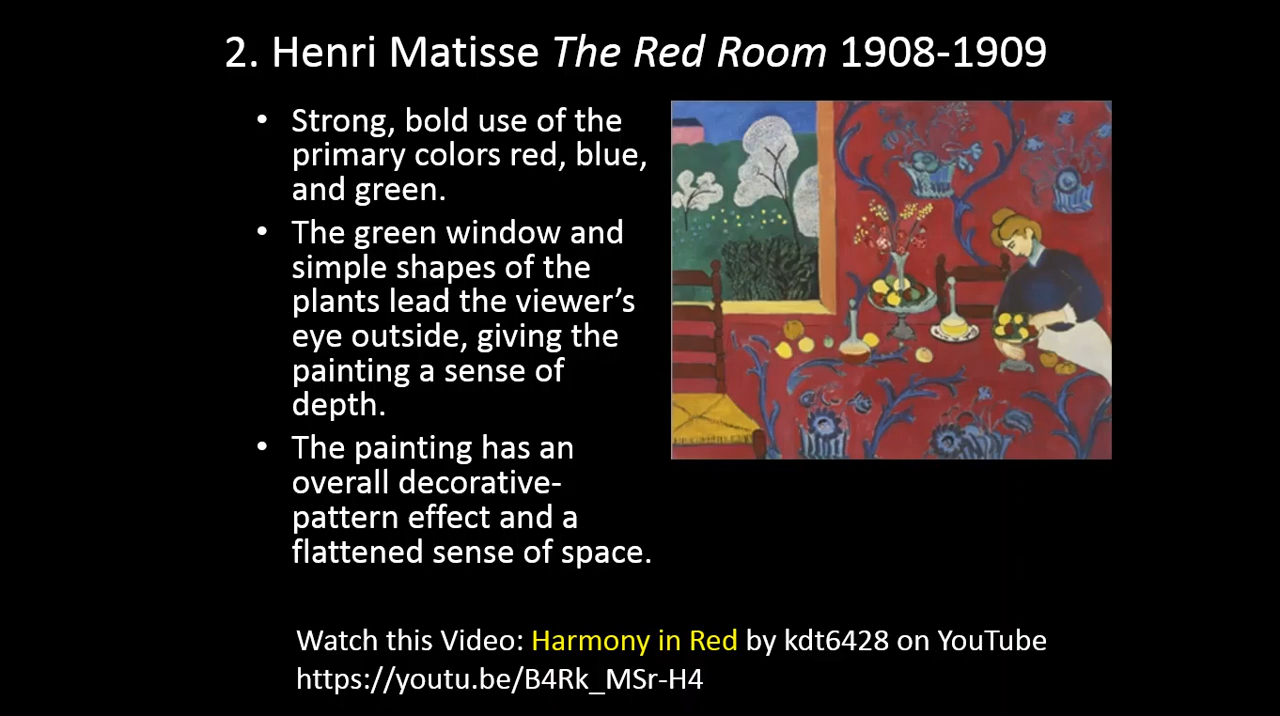 2. Henri Matisse The Red Room 1908-1909
• Strong, bold use of the
primary colors red, blue,
and green.
• The green window and
simple shapes of the
plants lead the viewer’s
eye outside, giving the
painting a sense of
depth.
• The painting has an
overall decorative-
pattern effect and a
flattened sense of space.
Watch this Video: Harmony in Red by kdt6428 on YouTube
https://youtu.be/B4Rk_MSr-H4